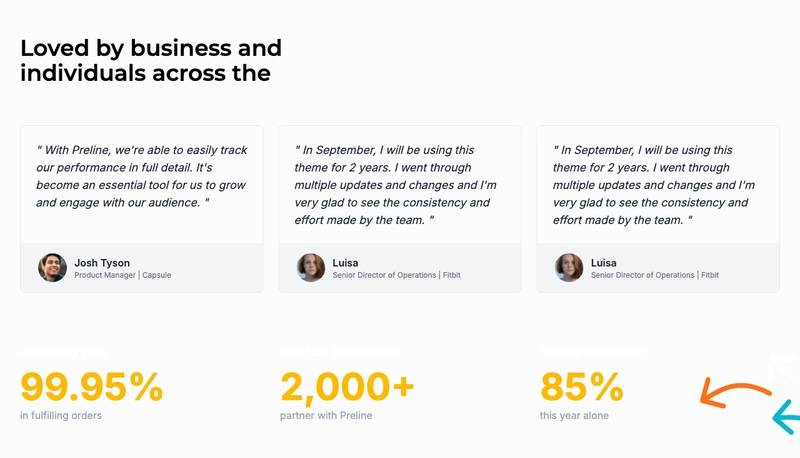 Loved by business and
individuals across the
" With Preline, we're able to easily track
our performance in full detail. It's
become an essential tool for us to grow
and engage with our audience. "
Josh Tyson
Product Manager | Capsule
" In September, I will be using this
theme for 2 years. I went through
multiple updates and changes and I'm
very glad to see the consistency and
effort made by the team. "
Luisa
Senior Director of Operations | Fitbit
" In September, I will be using this
theme for 2 years. I went through
multiple updates and changes and I'm
very glad to see the consistency and
effort made by the team. "
Luisa
Senior Director of Operations | Fitbit
99.95%
in fulfilling orders
2,000+
partner with Preline
85%
this year alone